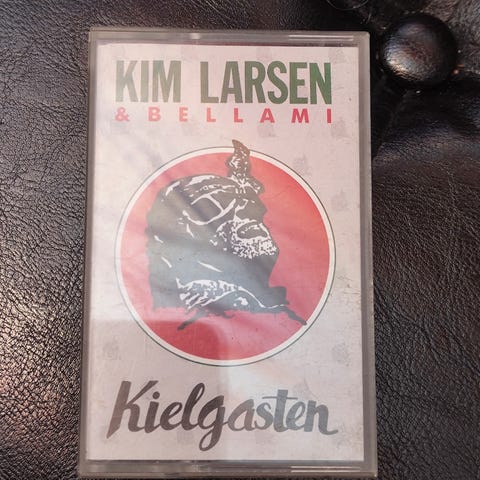 KIM LARSEN
& BELLAMI
Kielgasten